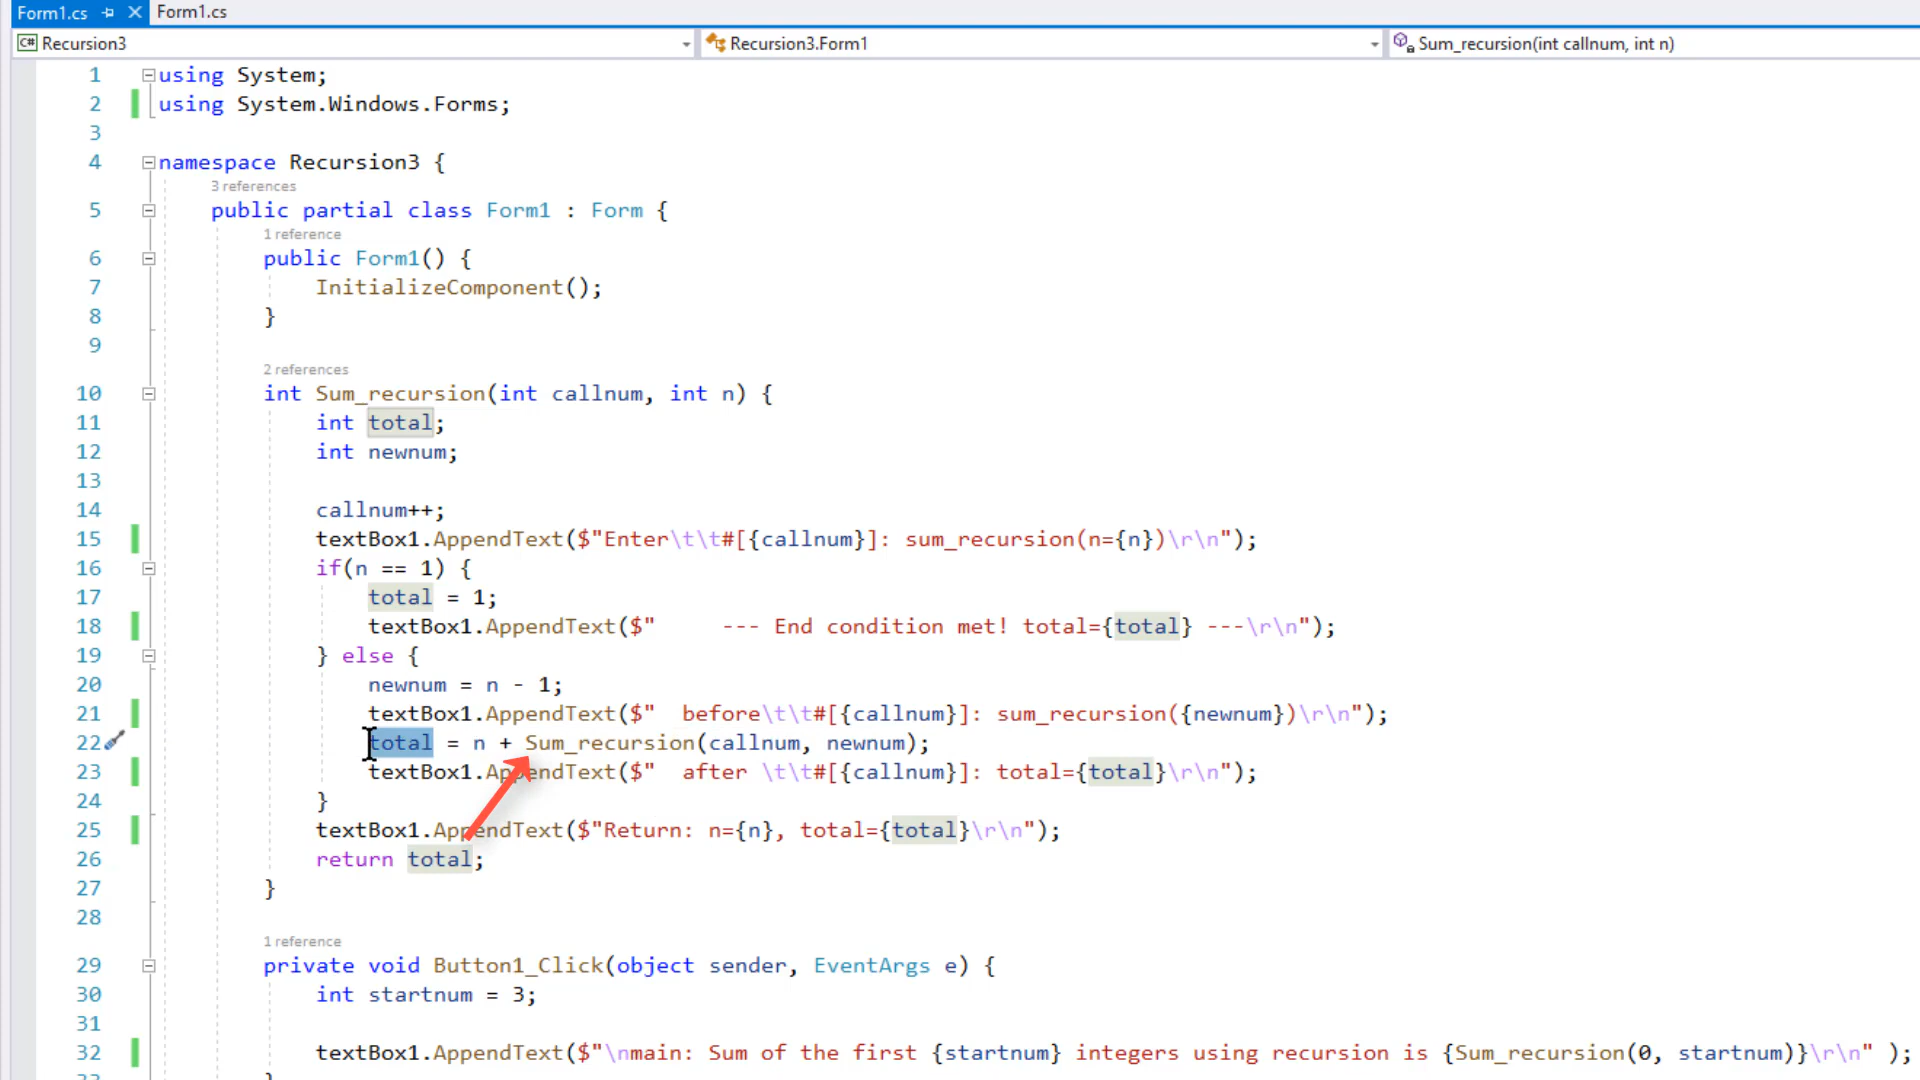 Form1.cs Form1.cs
C# Recursion3 Recursion3.Form1 Sum_recursion(int callnum, int n)
1 using System;
2 using System.Windows.Forms;
3
4 namespace Recursion3 {
3 references
5 public partial class Form1 : Form {
1 reference
6 public Form1() {
7 InitializeComponent();
8 }
9
2 references
10 int Sum_recursion(int callnum, int n) {
11 int total;
12 int newnum;
13
14 callnum++;
15 textBox1.AppendText($"Enter\t\t#[{callnum}]: sum_recursion(n={n})\r\n");
16 if(n == 1) {
17 total = 1;
18 textBox1.AppendText($"     --- End condition met! total={total} ---\r\n");
19 } else {
20 newnum = n - 1;
21 textBox1.AppendText($"  before\t\t#[{callnum}]: sum_recursion({newnum})\r\n");
22 total = n + Sum_recursion(callnum, newnum);
23 textBox1.AppendText($"  after \t\t#[{callnum}]: total={total}\r\n");
24 }
25 textBox1.AppendText($"Return: n={n}, total={total}\r\n");
26 return total;
27 }
28
1 reference
29 private void Button1_Click(object sender, EventArgs e) {
30 int startnum = 3;
31
32 textBox1.AppendText($"\nmain: Sum of the first {startnum} integers using recursion is {Sum_recursion(0, startnum)}\r\n" );